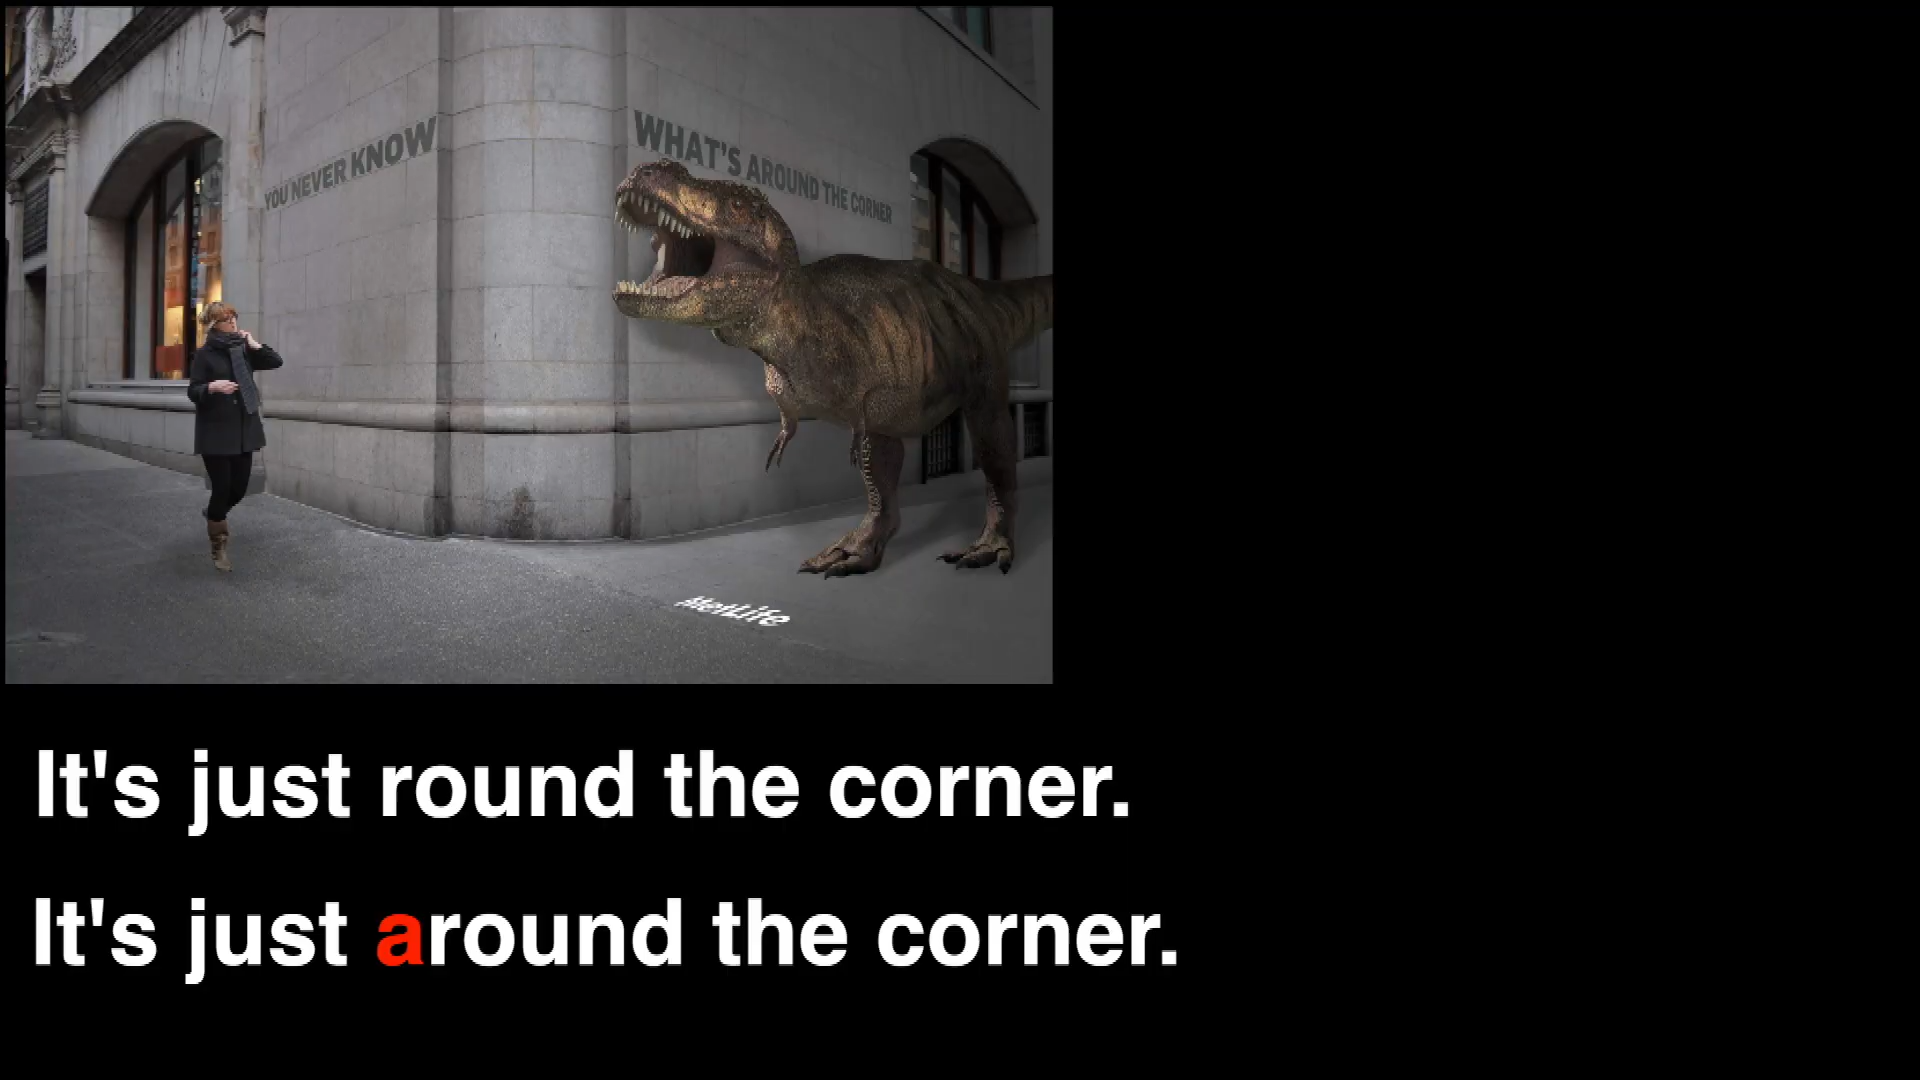 YOU NEVER KNOW
WHAT'S AROUND THE CORNER
MetLife
It's just round the corner.
It's just around the corner.